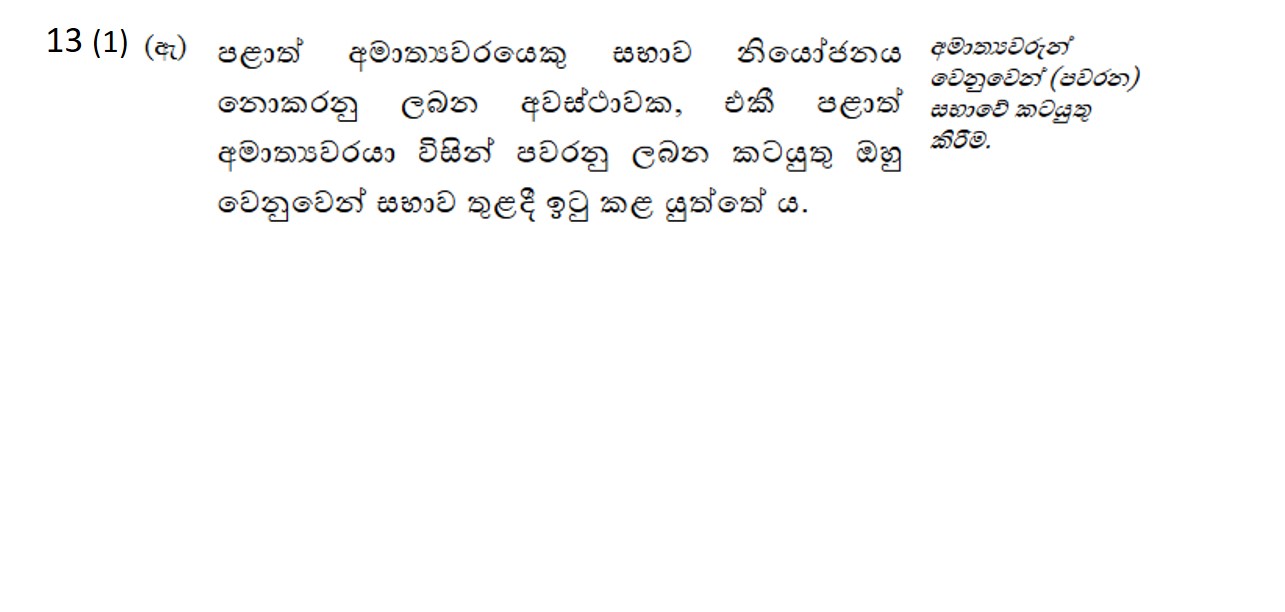 13 (1) (ඇ) පළාත් අමාත්‍යවරයෙකු සභාව නියෝජනය
නොකරනු ලබන අවස්ථාවක, එකී පළාත්
අමාත්‍යවරයා විසින් පවරනු ලබන කටයුතු ඔහු
වෙනුවෙන් සභාව තුළදී ඉටු කළ යුත්තේ ය.
අමාත්‍යවරුන්
වෙනුවෙන් (පවරන)
සභාවේ කටයුතු
කිරීම.